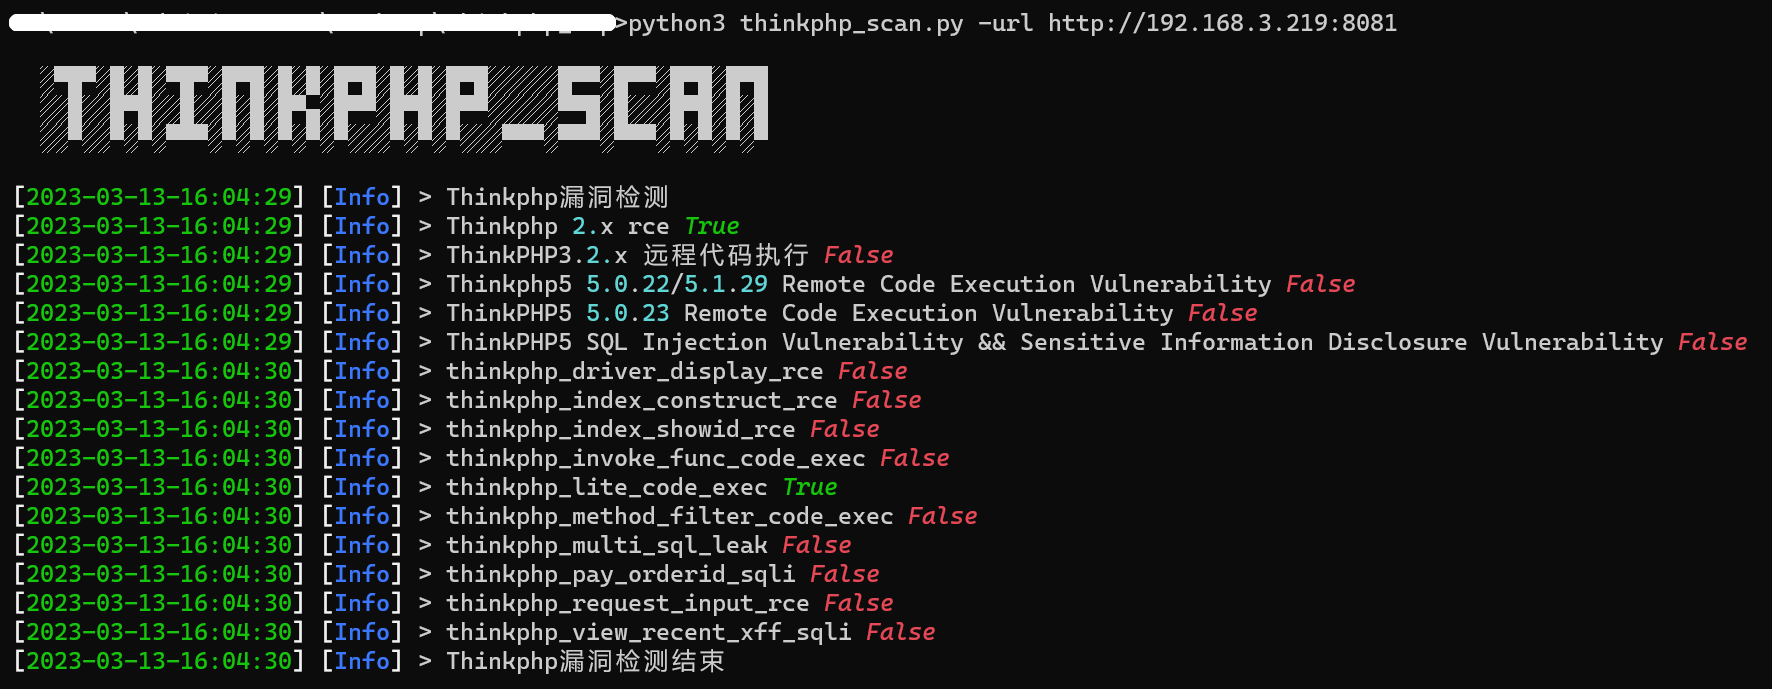 >python3 thinkphp_scan.py -url http://192.168.3.219:8081
THINKPHP_SCAN
[2023-03-13-16:04:29] [Info] > Thinkphp漏洞检测
[2023-03-13-16:04:29] [Info] > Thinkphp 2.x rce True
[2023-03-13-16:04:29] [Info] > ThinkPHP3.2.x 远程代码执行 False
[2023-03-13-16:04:29] [Info] > Thinkphp5 5.0.22/5.1.29 Remote Code Execution Vulnerability False
[2023-03-13-16:04:29] [Info] > ThinkPHP5 5.0.23 Remote Code Execution Vulnerability False
[2023-03-13-16:04:29] [Info] > ThinkPHP5 SQL Injection Vulnerability && Sensitive Information Disclosure Vulnerability False
[2023-03-13-16:04:30] [Info] > thinkphp_driver_display_rce False
[2023-03-13-16:04:30] [Info] > thinkphp_index_construct_rce False
[2023-03-13-16:04:30] [Info] > thinkphp_index_showid_rce False
[2023-03-13-16:04:30] [Info] > thinkphp_invoke_func_code_exec False
[2023-03-13-16:04:30] [Info] > thinkphp_lite_code_exec True
[2023-03-13-16:04:30] [Info] > thinkphp_method_filter_code_exec False
[2023-03-13-16:04:30] [Info] > thinkphp_multi_sql_leak False
[2023-03-13-16:04:30] [Info] > thinkphp_pay_orderid_sqli False
[2023-03-13-16:04:30] [Info] > thinkphp_request_input_rce False
[2023-03-13-16:04:30] [Info] > thinkphp_view_recent_xff_sqli False
[2023-03-13-16:04:30] [Info] > Thinkphp漏洞检测结束